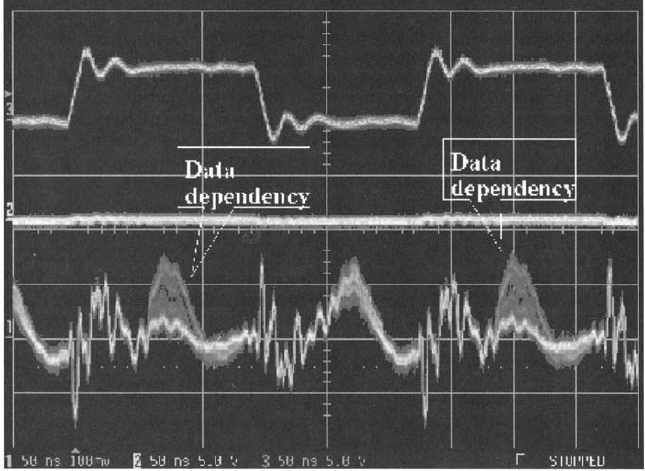 Data
dependency
Data
dependency
1 50 ns 100mV 2 50 ns 5.0 V 3 50 ns 5.0 V
STOPPED